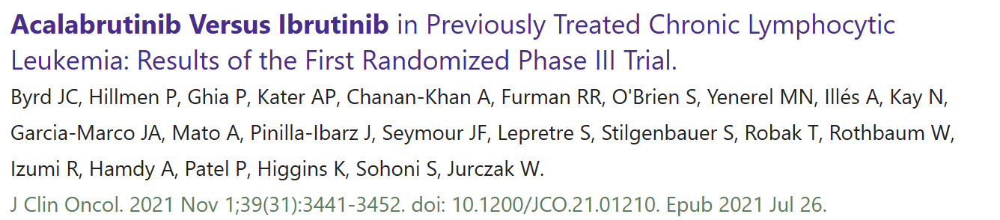 Acalabrutinib Versus Ibrutinib in Previously Treated Chronic Lymphocytic
Leukemia: Results of the First Randomized Phase III Trial.
Byrd JC, Hillmen P, Ghia P, Kater AP, Chanan-Khan A, Furman RR, O'Brien S, Yenerel MN, Illés A, Kay N,
Garcia-Marco JA, Mato A, Pinilla-Ibarz J, Seymour JF, Lepretre S, Stilgenbauer S, Robak T, Rothbaum W,
Izumi R, Hamdy A, Patel P, Higgins K, Sohoni S, Jurczak W.
J Clin Oncol. 2021 Nov 1;39(31):3441-3452. doi: 10.1200/JCO.21.01210. Epub 2021 Jul 26.